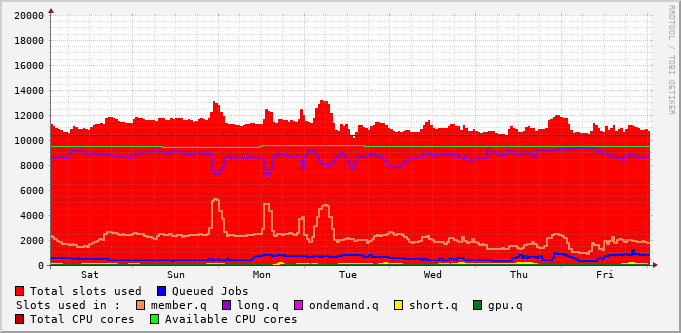 20000
18000
16000
14000
12000
10000
8000
6000
4000
2000
0
Sat Sun Mon Tue Wed Thu Fri
RRDTOOL / TOBI OETIKER
Total slots used Queued Jobs
Slots used in : member.q long.q ondemand.q short.q gpu.q
Total CPU cores Available CPU cores